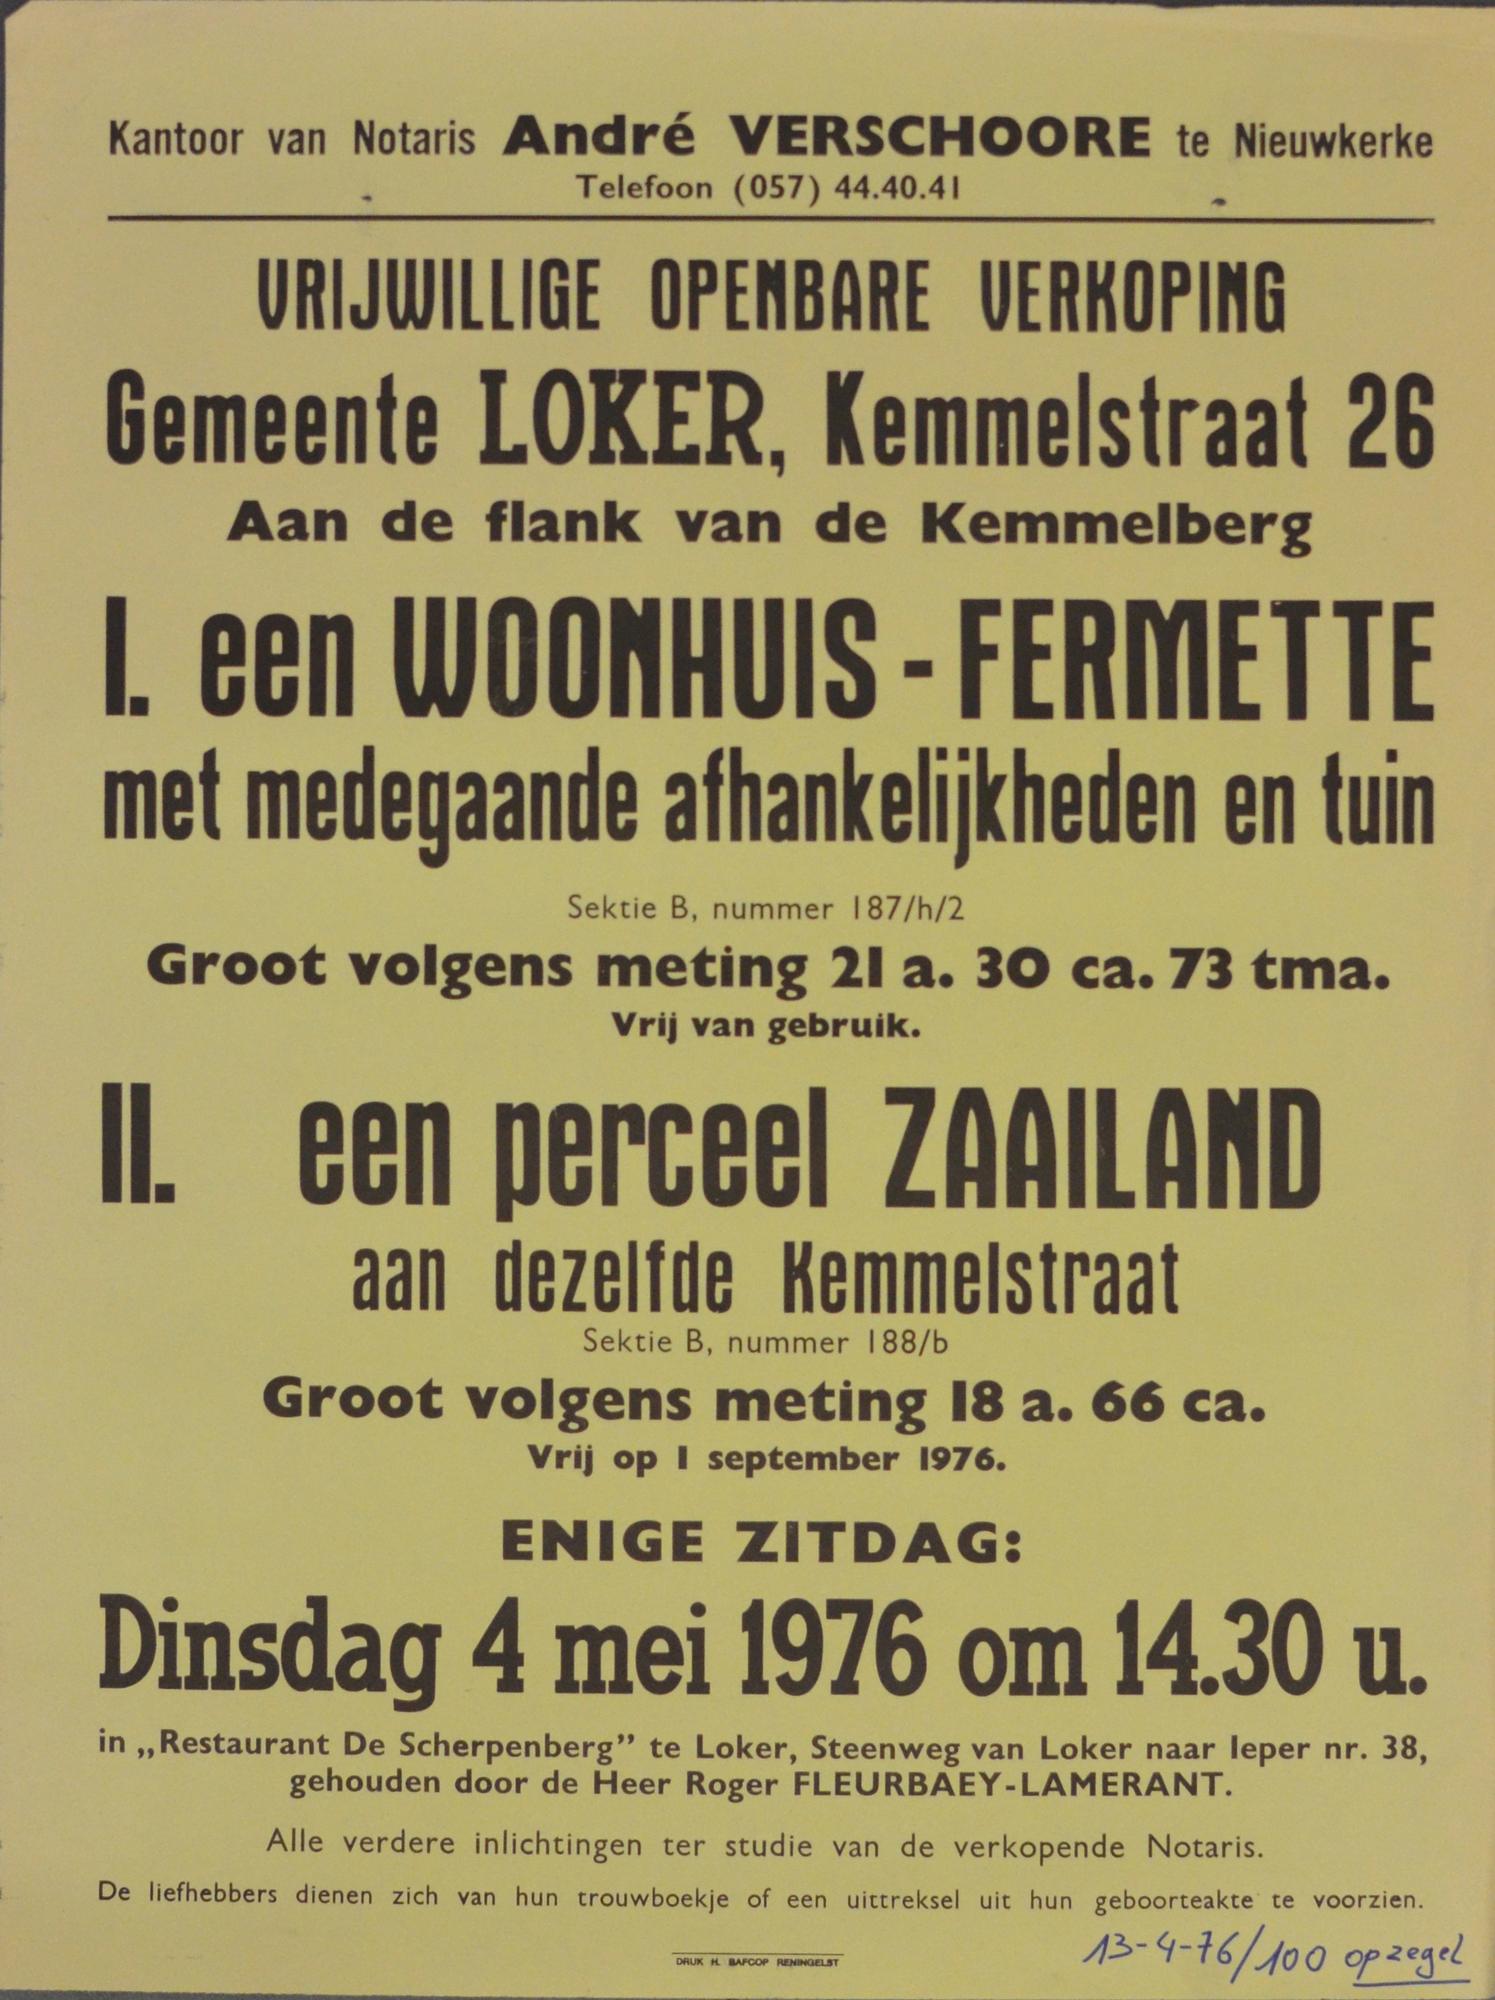 Kantoor van Notaris André VERSCHOORE te Nieuwkerke
Telefoon (057) 44.40.41
VRIJWILLIGE OPENBARE VERKOPING
Gemeente LOKER, Kemmelstraat 26
Aan de flank van de Kemmelberg
I. een WOONHUIS - FERMETTE
met medegaande afhankelijkheden en tuin
Sektie B, nummer 187/h/2
Groot volgens meting 21 a. 30 ca. 73 tma.
Vrij van gebruik.
II. een perceel ZAAILAND
aan dezelfde Kemmelstraat
Sektie B, nummer 188/b
Groot volgens meting 18 a. 66 ca.
Vrij op 1 september 1976.
ENIGE ZITDAG:
Dinsdag 4 mei 1976 om 14.30 u.
in „Restaurant De Scherpenberg” te Loker, Steenweg van Loker naar Ieper nr. 38,
gehouden door de Heer Roger FLEURBAEY-LAMERANT.
Alle verdere inlichtingen ter studie van de verkopende Notaris.
De liefhebbers dienen zich van hun trouwboekje of een uittreksel uit hun geboorteakte te voorzien.
13-4-76/100 op zegel
DRUK H. BAFCOP RENINGELST